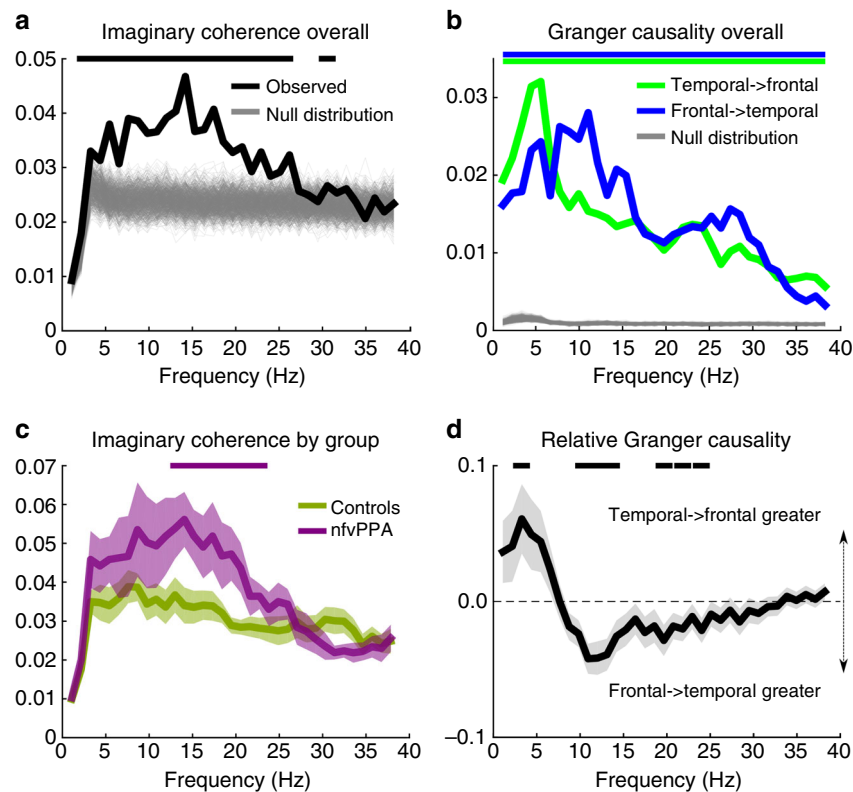 a
Imaginary coherence overall
0.05
0.04
0.03
0.02
0.01
0
Observed
Null distribution
0 5 10 15 20 25 30 35 40
Frequency (Hz)
b
Granger causality overall
0.03
0.02
0.01
0
Temporal->frontal
Frontal->temporal
Null distribution
0 5 10 15 20 25 30 35 40
Frequency (Hz)
c
Imaginary coherence by group
0.07
0.06
0.05
0.04
0.03
0.02
0.01
0
Controls
nfvPPA
0 5 10 15 20 25 30 35 40
Frequency (Hz)
d
Relative Granger causality
0.1
0.0
−0.1
Temporal->frontal greater
Frontal->temporal greater
0 5 10 15 20 25 30 35 40
Frequency (Hz)